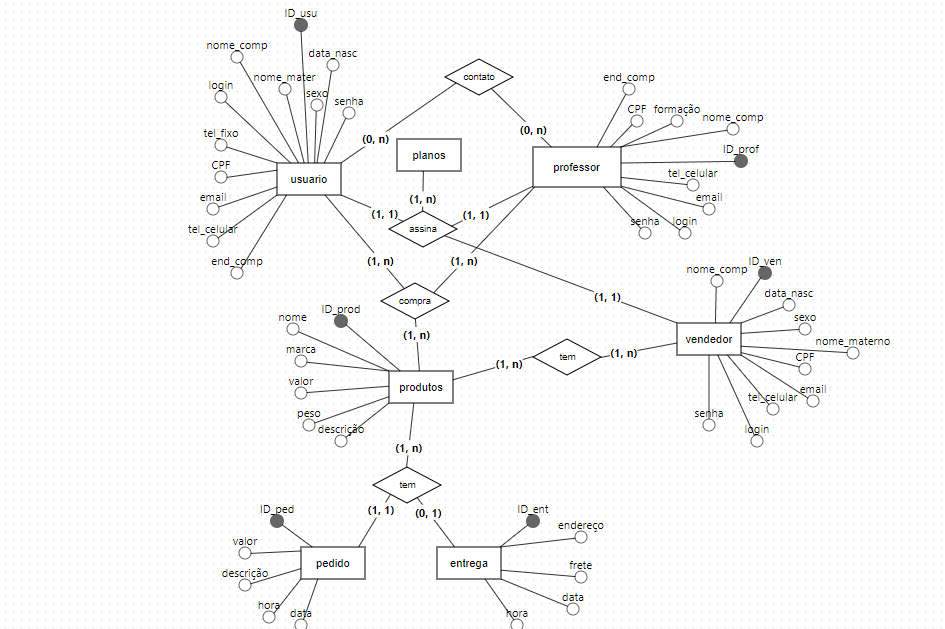 ID_usu
nome_comp
data_nasc
nome_mater
login
sexo
senha
tel_fixo
CPF
email
tel_celular
end_comp
usuario
contato
(0, n)
(0, n)
planos
(1, n)
(1, 1)
(1, 1)
assina
end_comp
CPF
formação
nome_comp
ID_prof
professor
tel_celular
email
senha
login
(1, n)
(1, n)
compra
(1, n)
(1, 1)
nome_comp
ID_ven
data_nasc
sexo
nome_materno
vendedor
CPF
email
tel_celular
senha
login
ID_prod
nome
marca
valor
peso
descrição
produtos
(1, n)
tem
(1, n)
(1, n)
tem
(1, 1)
(0, 1)
ID_ped
valor
descrição
hora
data
pedido
ID_ent
endereço
frete
data
hora
entrega